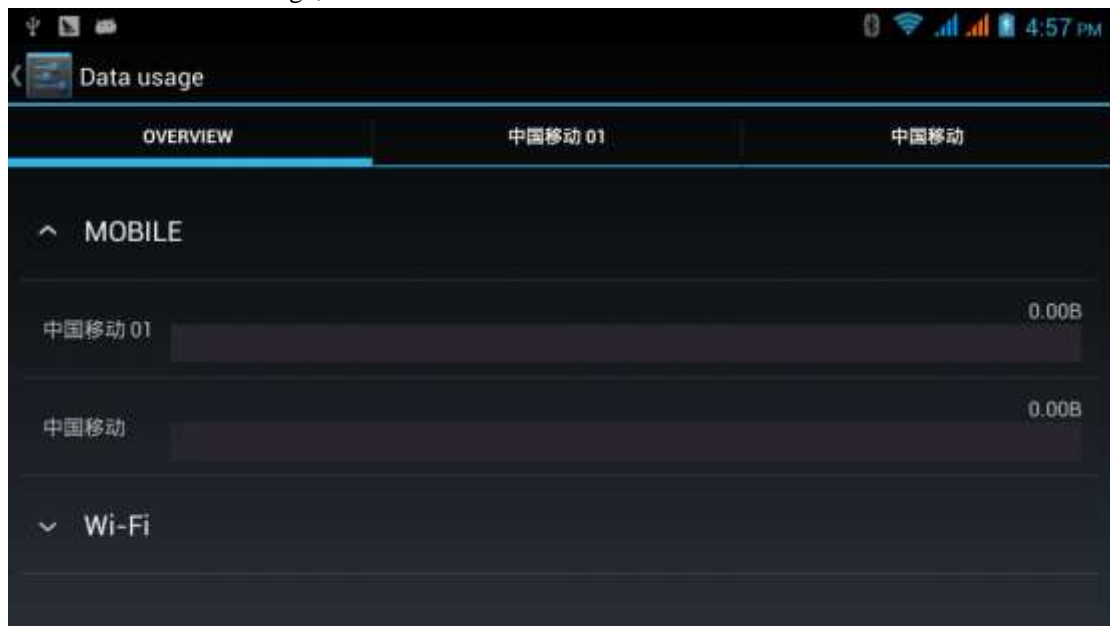 4:57 PM
Data usage
OVERVIEW
中国移动 01
中国移动
MOBILE
0.00B
中国移动 01
0.00B
中国移动
Wi-Fi